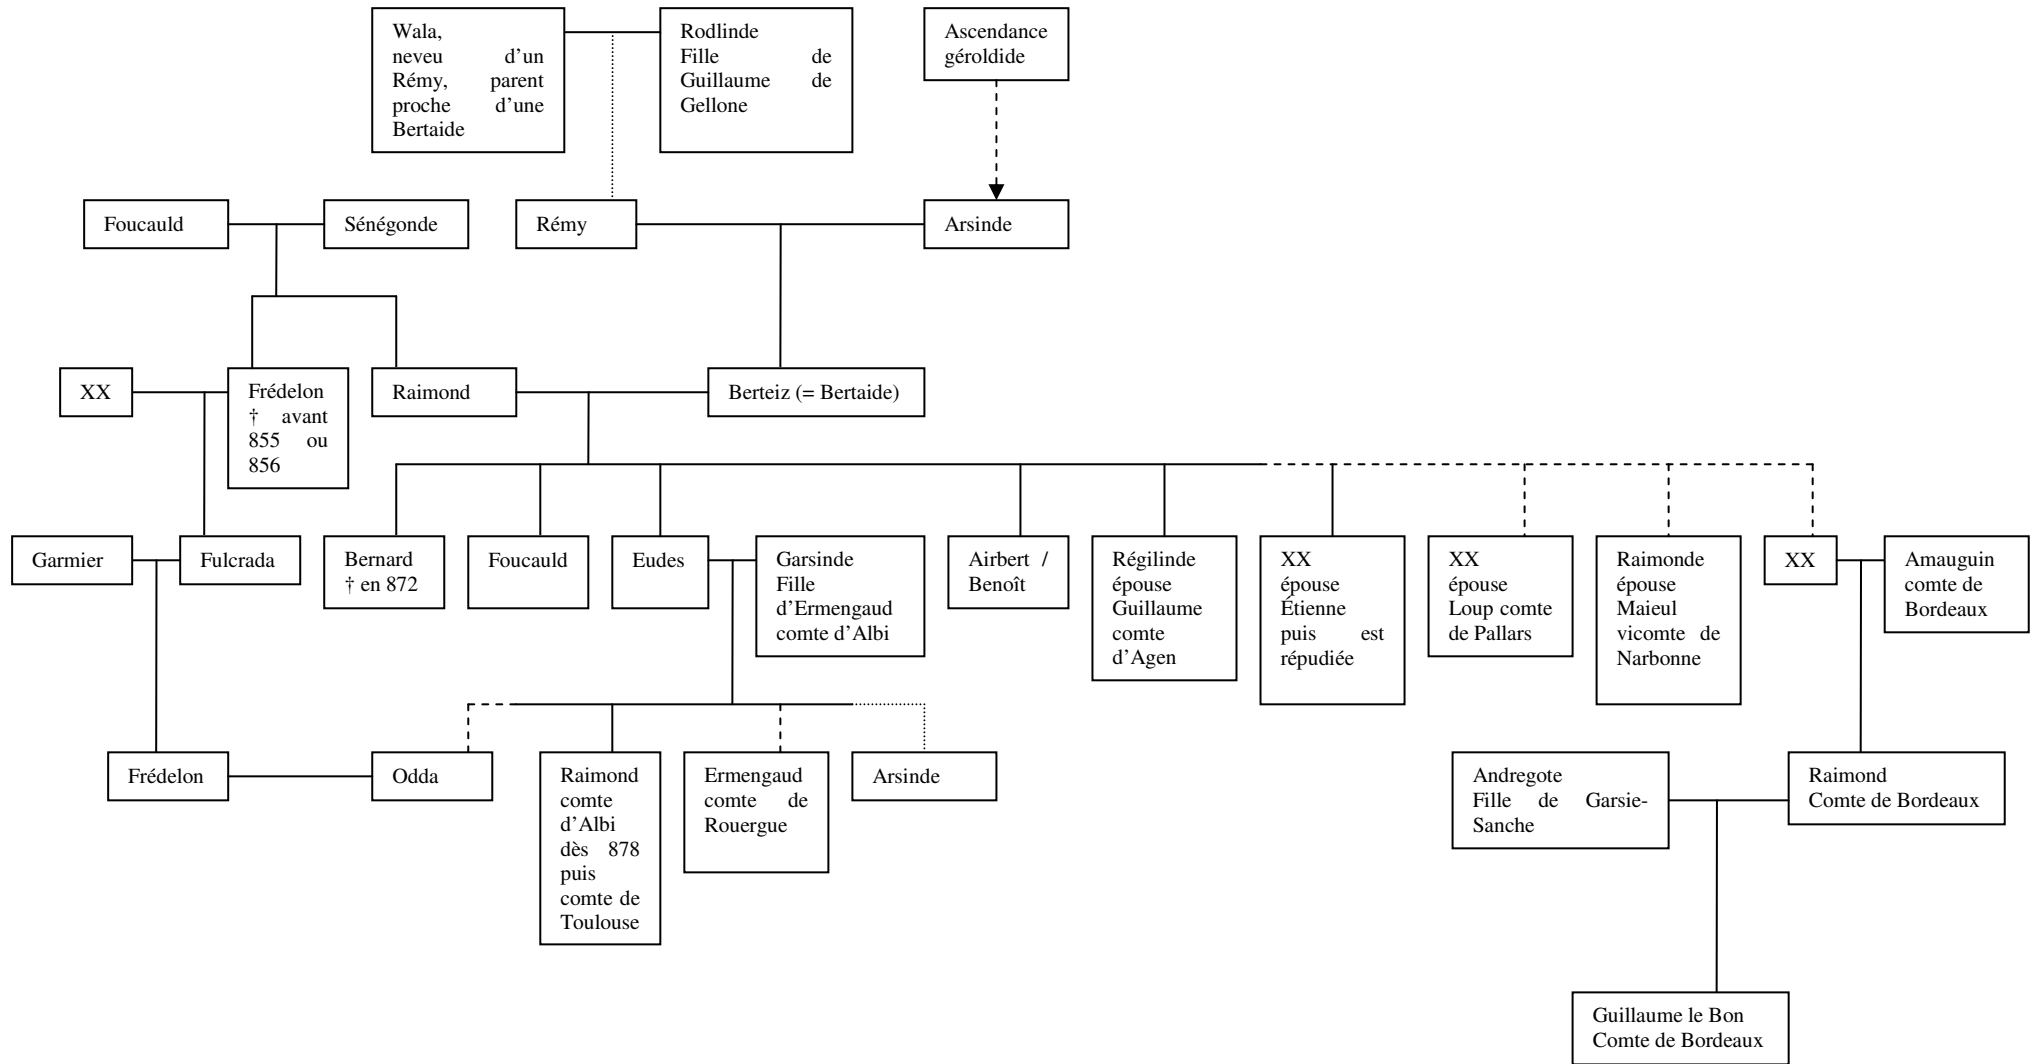 Wala,
neveu d'un
Rémy, parent
proche d'une
Bertaide
Rodlinde
Fille de
Guillaume de
Gellone
Ascendance
géroldide
Foucauld
Sénégonde
Rémy
Arsinde
XX
Frédelon
† avant
855 ou
856
Raimond
Berteiz (= Bertaide)
Garmier
Fulcrada
Bernard
† en 872
Foucauld
Eudes
Garsinde
Fille
d'Ermengaud
comte d'Albi
Airbert /
Benoît
Régilinde
épouse
Guillaume
comte
d'Agen
XX
épouse
Étienne
puis est
répudiée
XX
épouse
Loup comte
de Pallars
Raimonde
épouse
Maieul
vicomte de
Narbonne
XX
Amauguin
comte de
Bordeaux
Frédelon
Odda
Raimond
comte
d'Albi
dès 878
puis
comte de
Toulouse
Ermengaud
comte de
Rouergue
Arsinde
Andregote
Fille de Garsie-
Sanche
Raimond
Comte de Bordeaux
Guillaume le Bon
Comte de Bordeaux